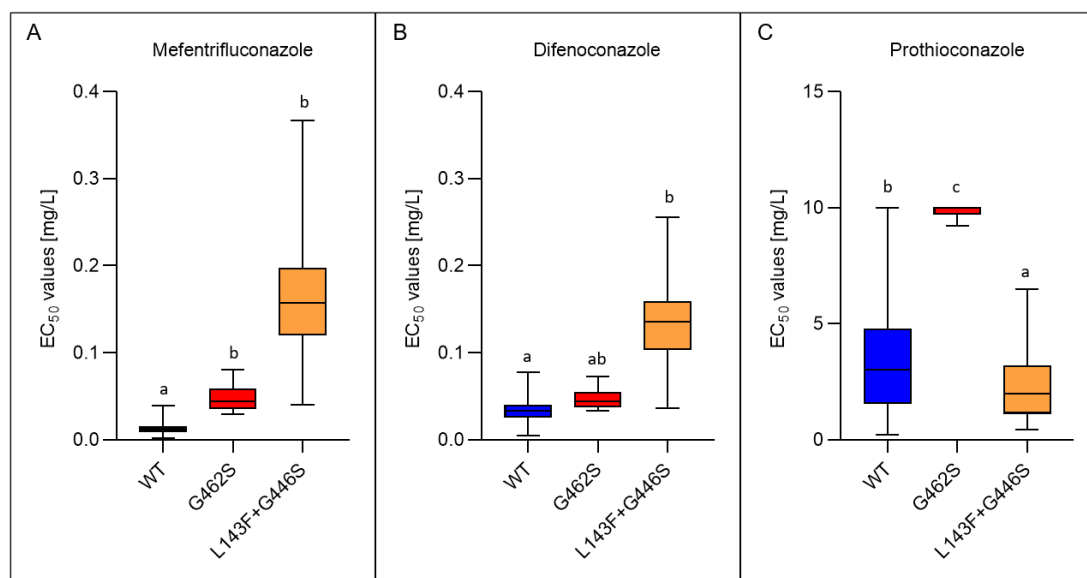 A
Mefentrifluconazole
EC50 values [mg/L]
0.4
0.3
0.2
0.1
0.0
a
b
b
WT
G462S
L143F+G446S
B
Difenoconazole
EC50 values [mg/L]
0.4
0.3
0.2
0.1
0.0
a
ab
b
WT
G462S
L143F+G446S
C
Prothioconazole
EC50 values [mg/L]
15
10
5
0
b
c
a
WT
G462S
L143F+G446S